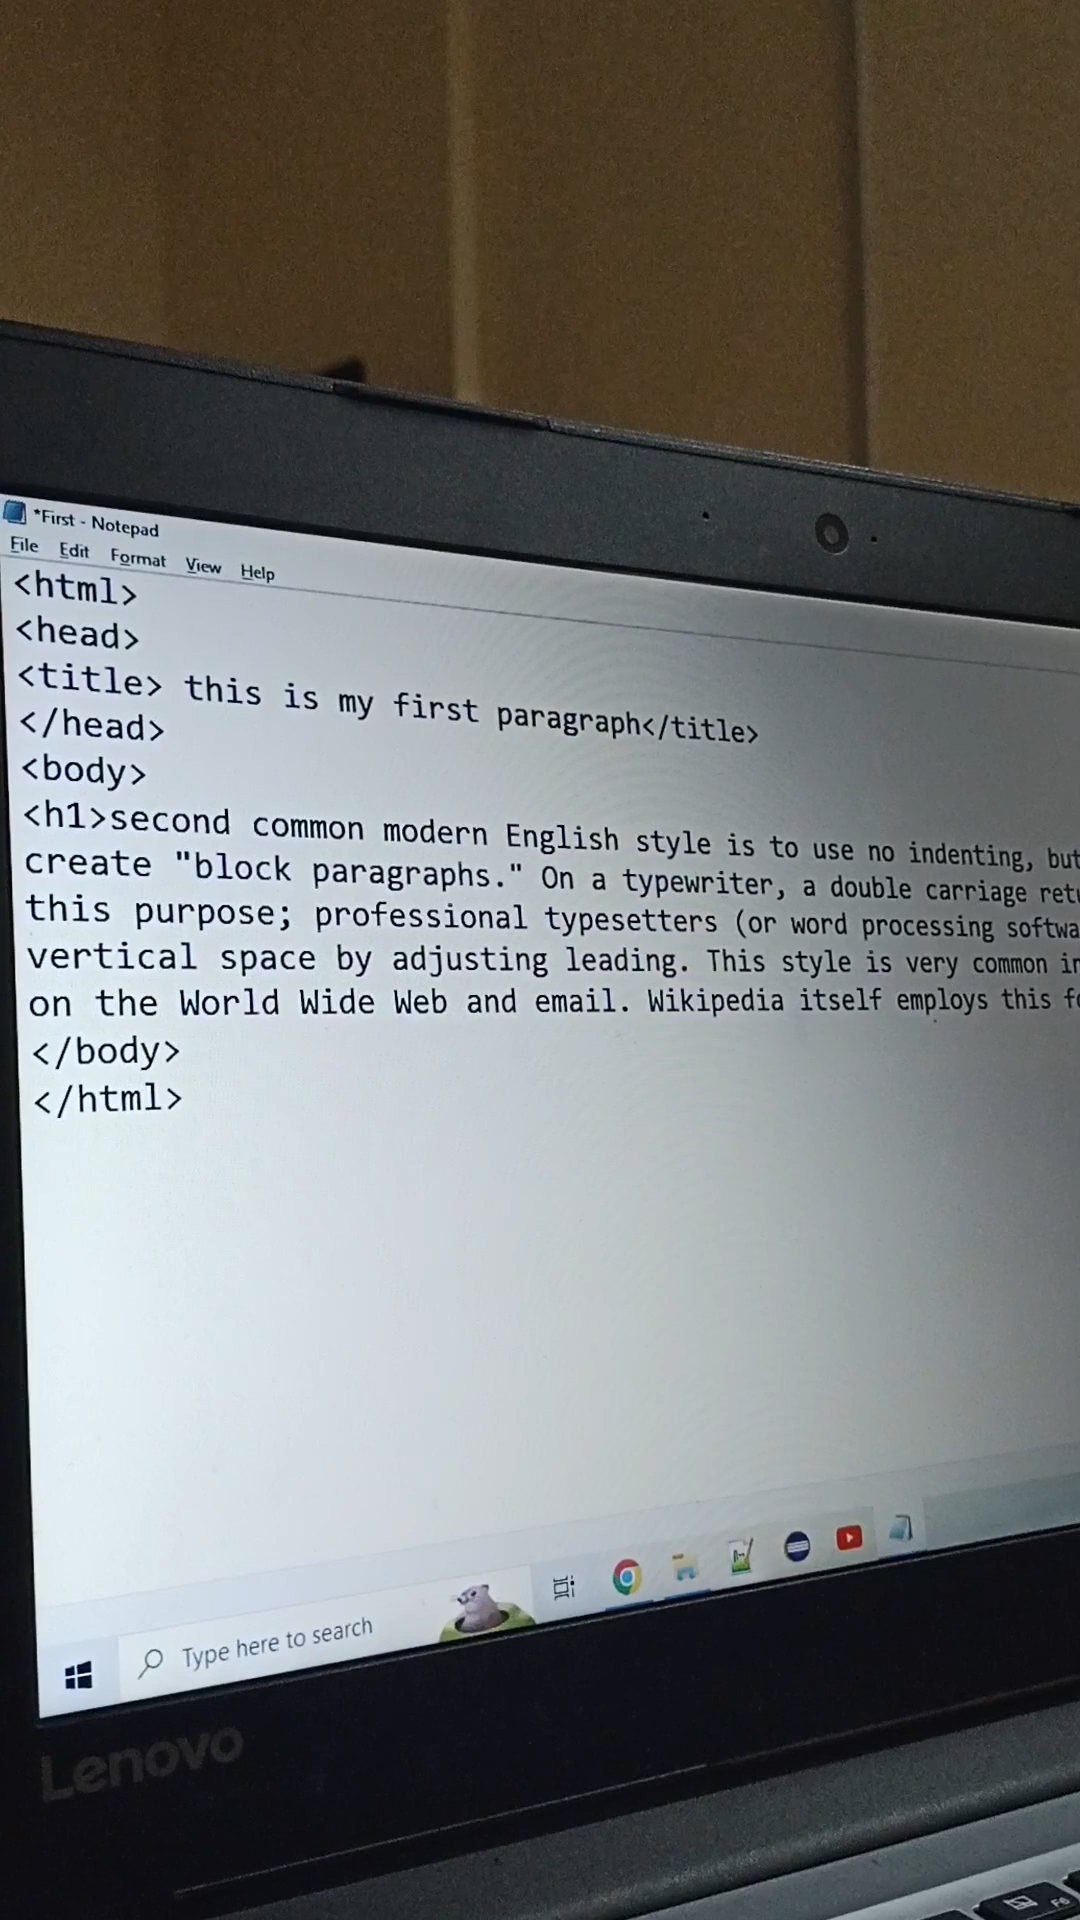 *First - Notepad
File Edit Format View Help
<html>
<head>
<title> this is my first paragraph</title>
</head>
<body>
<h1>second common modern English style is to use no indenting, but
create "block paragraphs." On a typewriter, a double carriage
this purpose; professional typesetters (or word processing
vertical space by adjusting leading. This style is very common
on the World Wide Web and email. Wikipedia itself employs this
</body>
</html>
Type here to search
Lenovo
F6